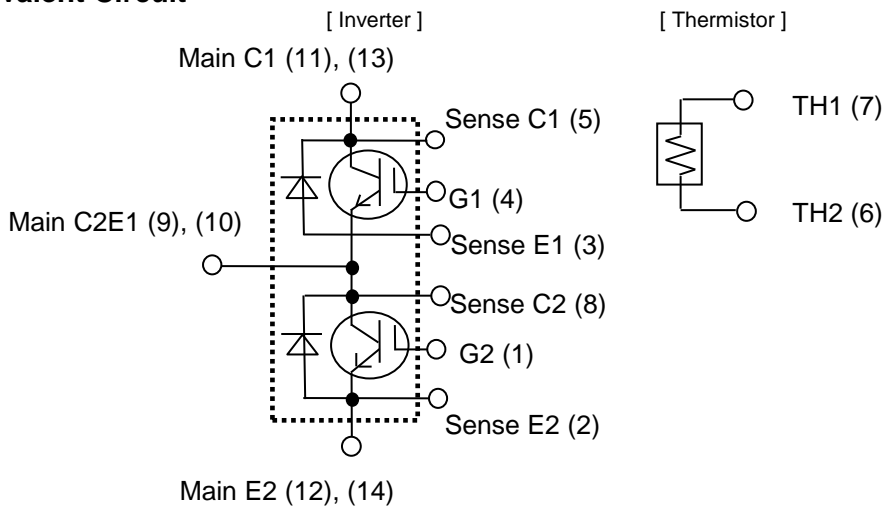 [ Inverter ]
[ Thermistor ]
Main C1 (11), (13)
Sense C1 (5)
TH1 (7)
G1 (4)
Main C2E1 (9), (10)
TH2 (6)
Sense E1 (3)
Sense C2 (8)
G2 (1)
Sense E2 (2)
Main E2 (12), (14)